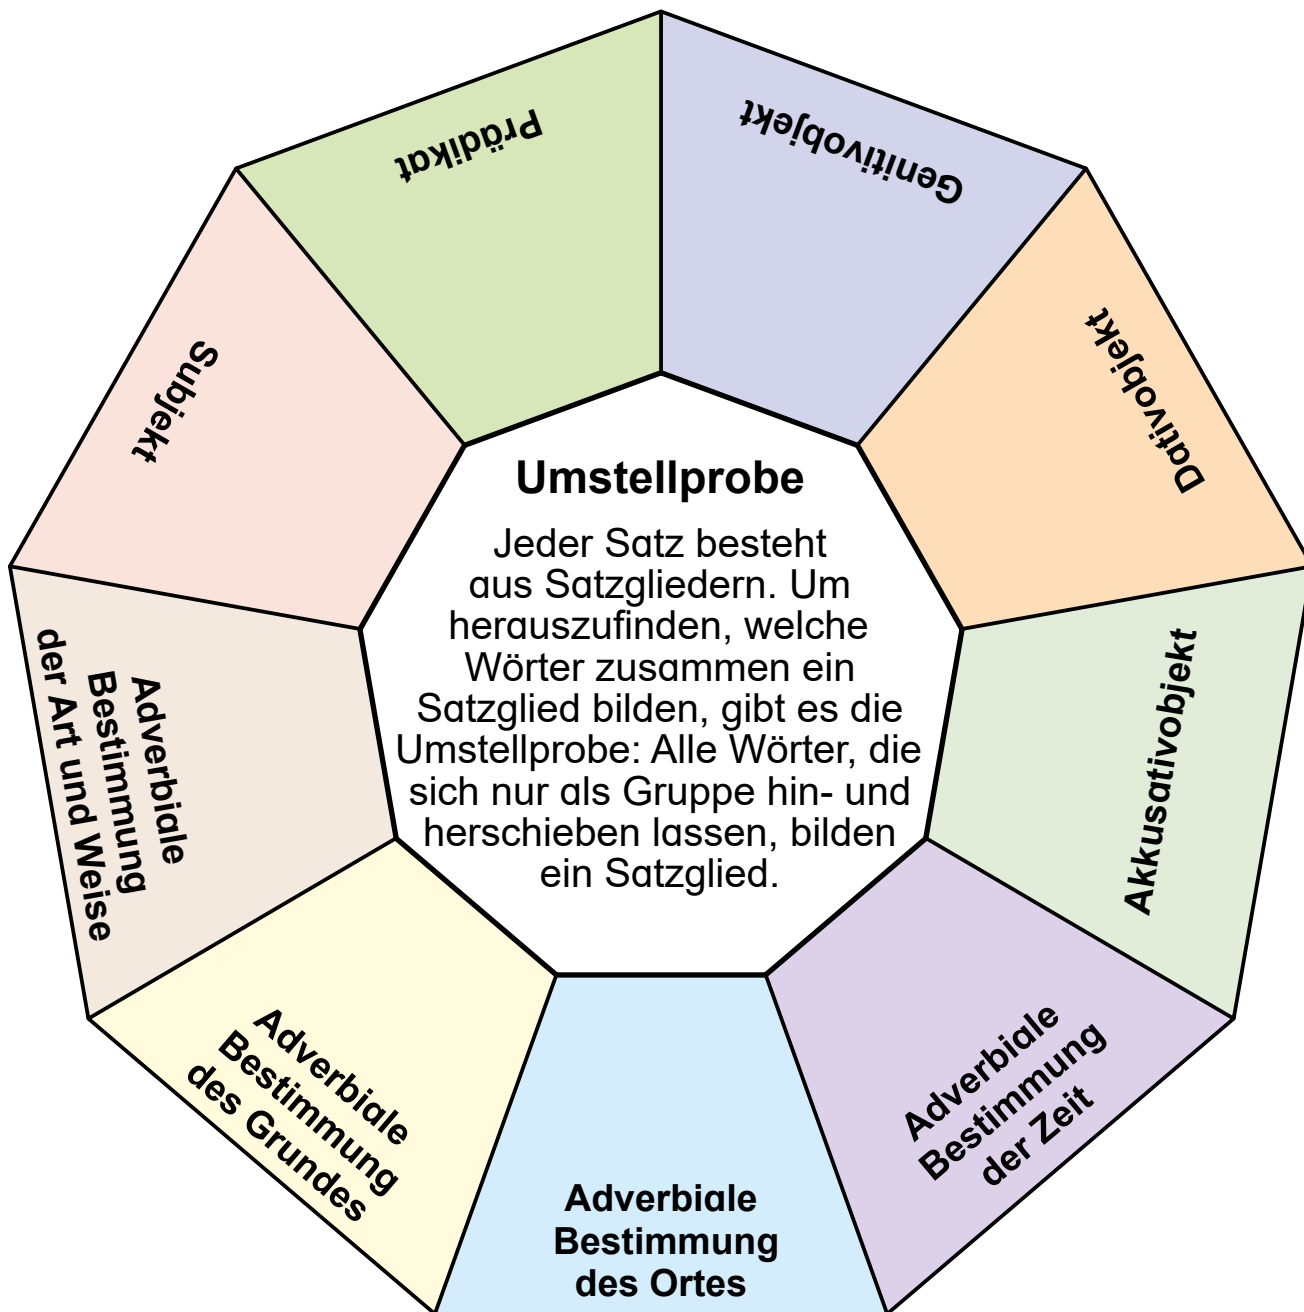 Prädikat
Genitivobjekt
Dativobjekt
Subjekt
Umstellprobe
Jeder Satz besteht
aus Satzgliedern. Um
herauszufinden, welche
Wörter zusammen ein
Satzglied bilden, gibt es die
Umstellprobe: Alle Wörter, die
sich nur als Gruppe hin- und
herschieben lassen, bilden
ein Satzglied.
Akkusativobjekt
Adverbiale
Bestimmung
der Art und Weise
Adverbiale
Bestimmung
des Grundes
Adverbiale
Bestimmung
des Ortes
Adverbiale
Bestimmung
der Zeit